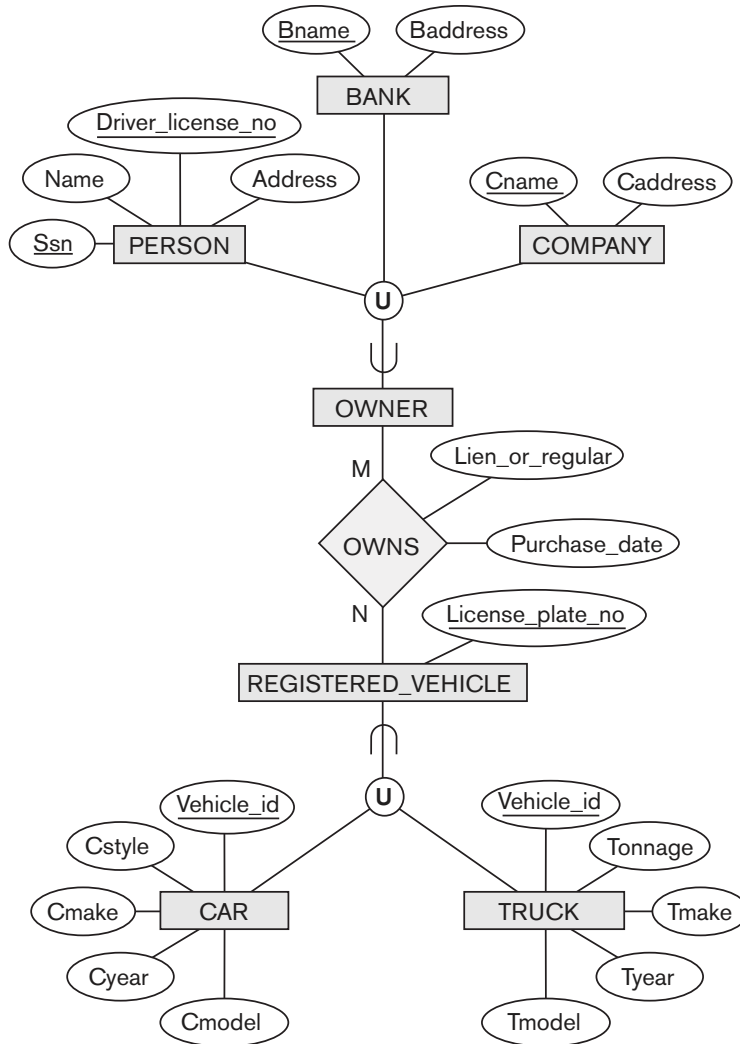 Bname
Baddress
BANK
Driver_license_no
Name
Address
Cname
Caddress
Ssn
PERSON
COMPANY
U
OWNER
M
Lien_or_regular
OWNS
Purchase_date
N
License_plate_no
REGISTERED_VEHICLE
U
Vehicle_id
Vehicle_id
Cstyle
Tonnage
Cmake
CAR
TRUCK
Tmake
Cyear
Tyear
Cmodel
Tmodel